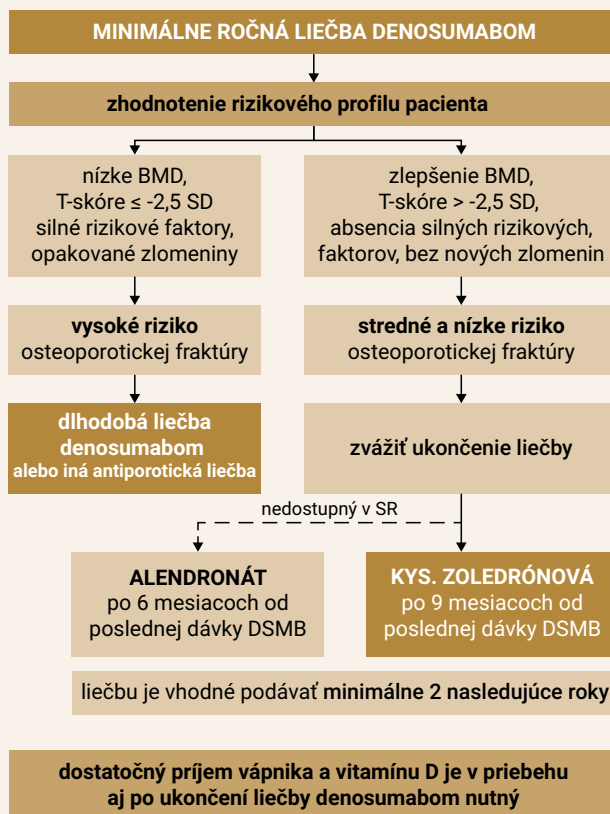 MINIMÁLNE ROČNÁ LIEČBA DENOSUMABOM
zhodnotenie rizikového profilu pacienta
nízke BMD,
T-skóre ≤ -2,5 SD
silné rizikové faktory,
opakované zlomeniny
zlepšenie BMD,
T-skóre > -2,5 SD,
absencia silných rizikových,
faktorov, bez nových zlomenin
vysoké riziko
osteoporotickej fraktúry
stredné a nízke riziko
osteoporotickej fraktúry
dlhodobá liečba
denosumabom
alebo iná antiporotická liečba
zvážiť ukončenie liečby
nedostupný v SR
ALENDRONÁT
po 6 mesiacoch od
poslednej dávky DSMB
KYS. ZOLEDRÓNOVÁ
po 9 mesiacoch od
poslednej dávky DSMB
liečbu je vhodné podávať minimálne 2 nasledujúce roky
dostatočný príjem vápnika a vitamínu D je v priebehu
aj po ukončení liečby denosumabom nutný